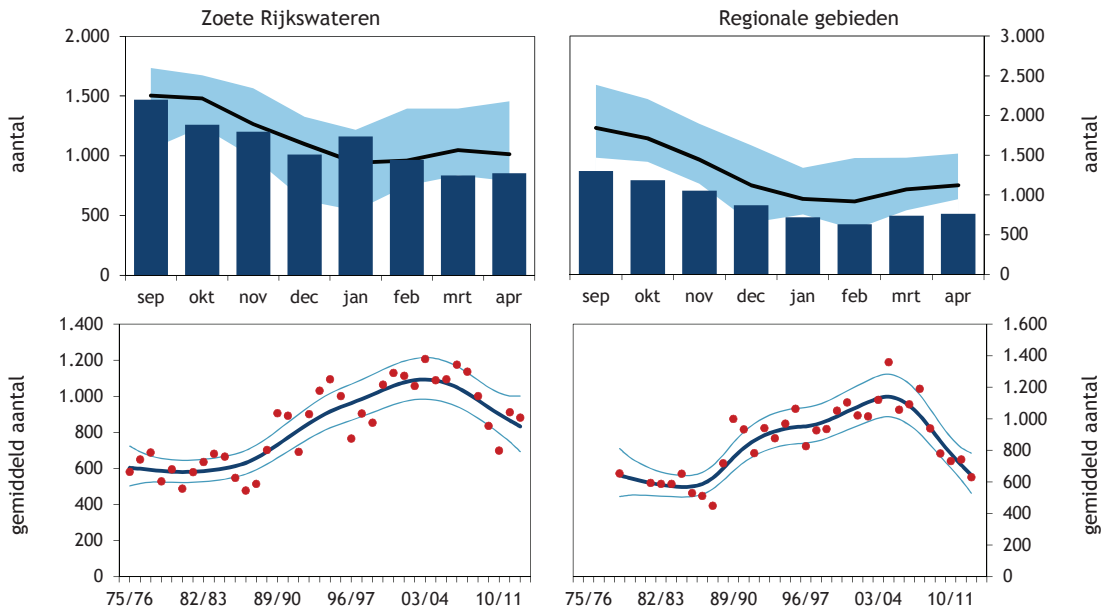 Zoete Rijkswateren
Regionale gebieden
2.000
1.500
1.000
500
0
aantal
sep okt nov dec jan feb mrt apr
3.000
2.500
2.000
1.500
1.000
500
0
aantal
sep okt nov dec jan feb mrt apr
1.400
1.200
1.000
800
600
400
200
0
gemiddeld aantal
75/76 82/83 89/90 96/97 03/04 10/11
1.600
1.400
1.200
1.000
800
600
400
200
0
gemiddeld aantal
75/76 82/83 89/90 96/97 03/04 10/11